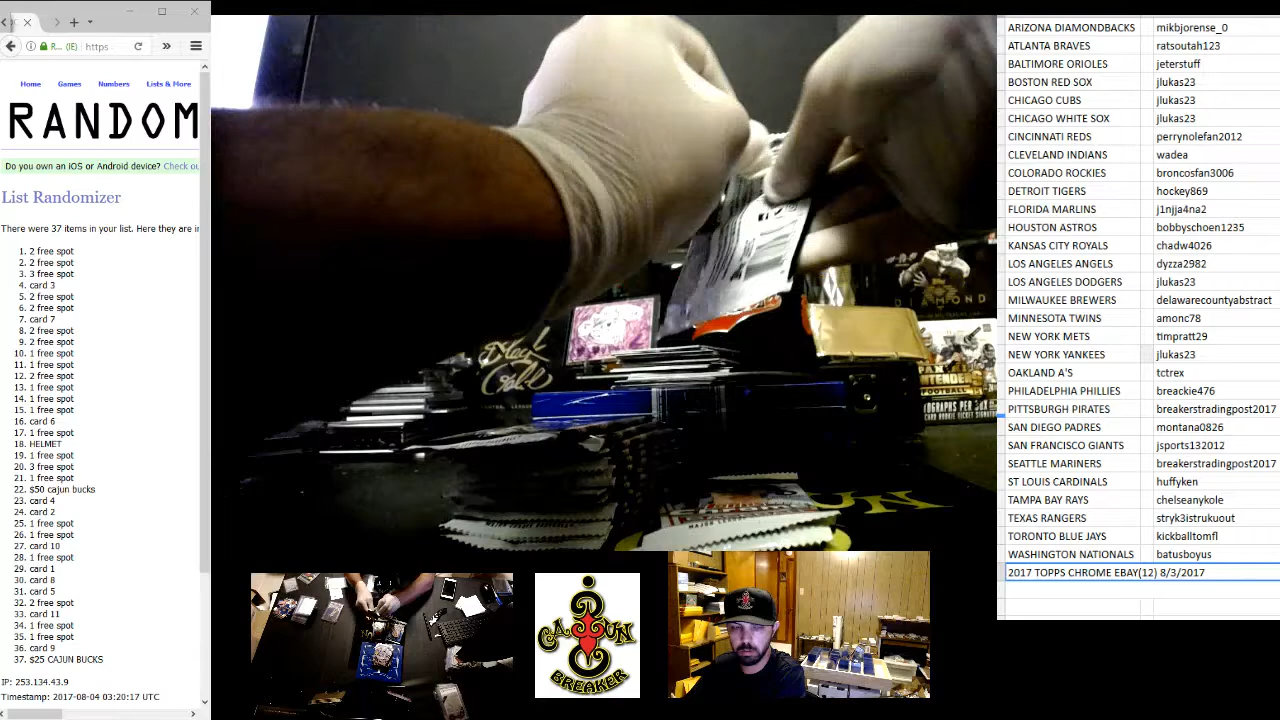 R... (IE)
https
Home Games Numbers Lists & More
RANDOM
Do you own an iOS or Android device? Check ou
List Randomizer
There were 37 items in your list. Here they are i
1. 2 free spot
2. 2 free spot
3. 3 free spot
4. card 3
5. 2 free spot
6. 2 free spot
7. card 7
8. 2 free spot
9. 2 free spot
10. 1 free spot
11. 1 free spot
12. 2 free spot
13. 1 free spot
14. 1 free spot
15. 1 free spot
16. card 6
17. 1 free spot
18. HELMET
19. 1 free spot
20. 3 free spot
21. 1 free spot
22. $50 cajun bucks
23. card 4
24. card 2
25. 1 free spot
26. 1 free spot
27. card 10
28. 1 free spot
29. card 1
30. card 8
31. card 5
32. 2 free spot
33. card 11
34. 1 free spot
35. 1 free spot
36. card 9
37. $25 CAJUN BUCKS
IP: 253.134.43.9
Timestamp: 2017-08-04 03:20:17 UTC
DIAMOND
FOOTBALL
CAJUN
BREAKER
ARIZONA DIAMONDBACKS mikbjorense_0
ATLANTA BRAVES ratsoutah123
BALTIMORE ORIOLES jeterstuff
BOSTON RED SOX jlukas23
CHICAGO CUBS jlukas23
CHICAGO WHITE SOX jlukas23
CINCINNATI REDS perrynolefan2012
CLEVELAND INDIANS wadea
COLORADO ROCKIES broncosfan3006
DETROIT TIGERS hockey869
FLORIDA MARLINS j1njja4na2
HOUSTON ASTROS bobbyschoen1235
KANSAS CITY ROYALS chadw4026
LOS ANGELES ANGELS dyzza2982
LOS ANGELES DODGERS jlukas23
MILWAUKEE BREWERS delawarecountyabstract
MINNESOTA TWINS amonc78
NEW YORK METS timpratt29
NEW YORK YANKEES jlukas23
OAKLAND A'S tctrex
PHILADELPHIA PHILLIES breackie476
PITTSBURGH PIRATES breakerstradingpost2017
SAN DIEGO PADRES montana0826
SAN FRANCISCO GIANTS jsports132012
SEATTLE MARINERS breakerstradingpost2017
ST LOUIS CARDINALS huffyken
TAMPA BAY RAYS chelseanykole
TEXAS RANGERS stryk3istrukuout
TORONTO BLUE JAYS kickballtomfl
WASHINGTON NATIONALS batusboyus
2017 TOPPS CHROME EBAY(12) 8/3/2017